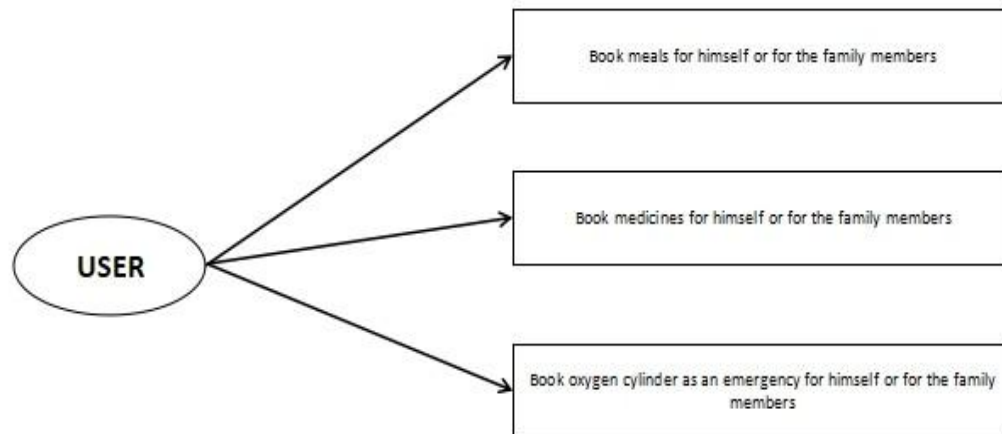 Book meals for himself or for the family members
Book medicines for himself or for the family members
USER
Book oxygen cylinder as an emergency for himself or for the family
members